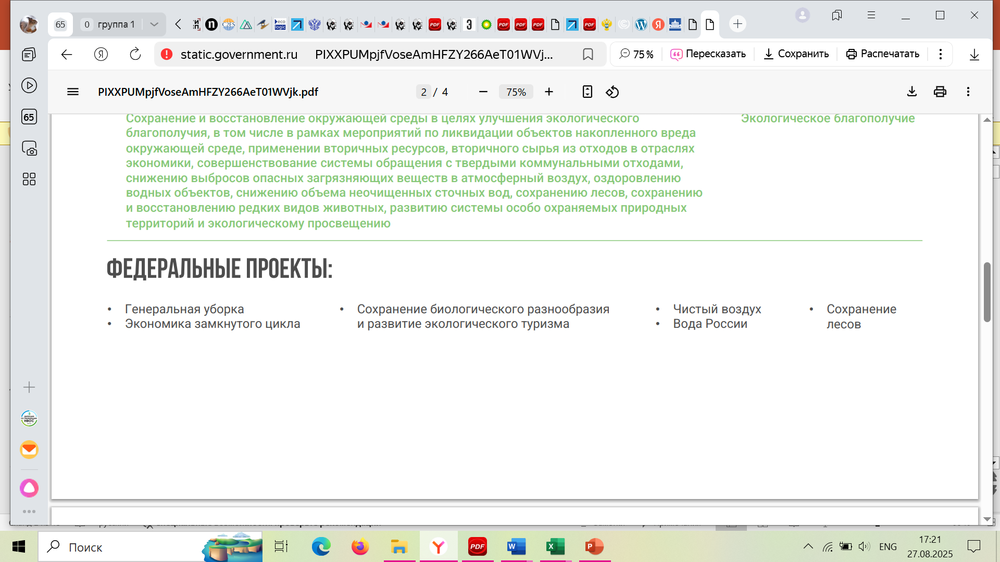 65
0 группа 1
static.government.ru PIXXPUMpjfVoseAmHFZY266AeT01WVj...
75 %
Пересказать
Сохранить
Распечатать
65
PIXXPUMpjfVoseAmHFZY266AeT01WVjk.pdf
2 / 4
75%
Сохранение и восстановление окружающей среды в целях улучшения экологического
Экологическое благополучие
благополучия, в том числе в рамках мероприятий по ликвидации объектов накопленного вреда
окружающей среде, применении вторичных ресурсов, вторичного сырья из отходов в отраслях
экономики, совершенствование системы обращения с твердыми коммунальными отходами,
снижению выбросов опасных загрязняющих веществ в атмосферный воздух, оздоровлению
водных объектов, снижению объема неочищенных сточных вод, сохранению лесов, сохранению
и восстановлению редких видов животных, развитию системы особо охраняемых природных
территорий и экологическому просвещению
ФЕДЕРАЛЬНЫЕ ПРОЕКТЫ:
• Генеральная уборка
• Экономика замкнутого цикла
• Сохранение биологического разнообразия
и развитие экологического туризма
• Чистый воздух
• Вода России
• Сохранение
лесов
Поиск
PDF
ENG
17:21
27.08.2025